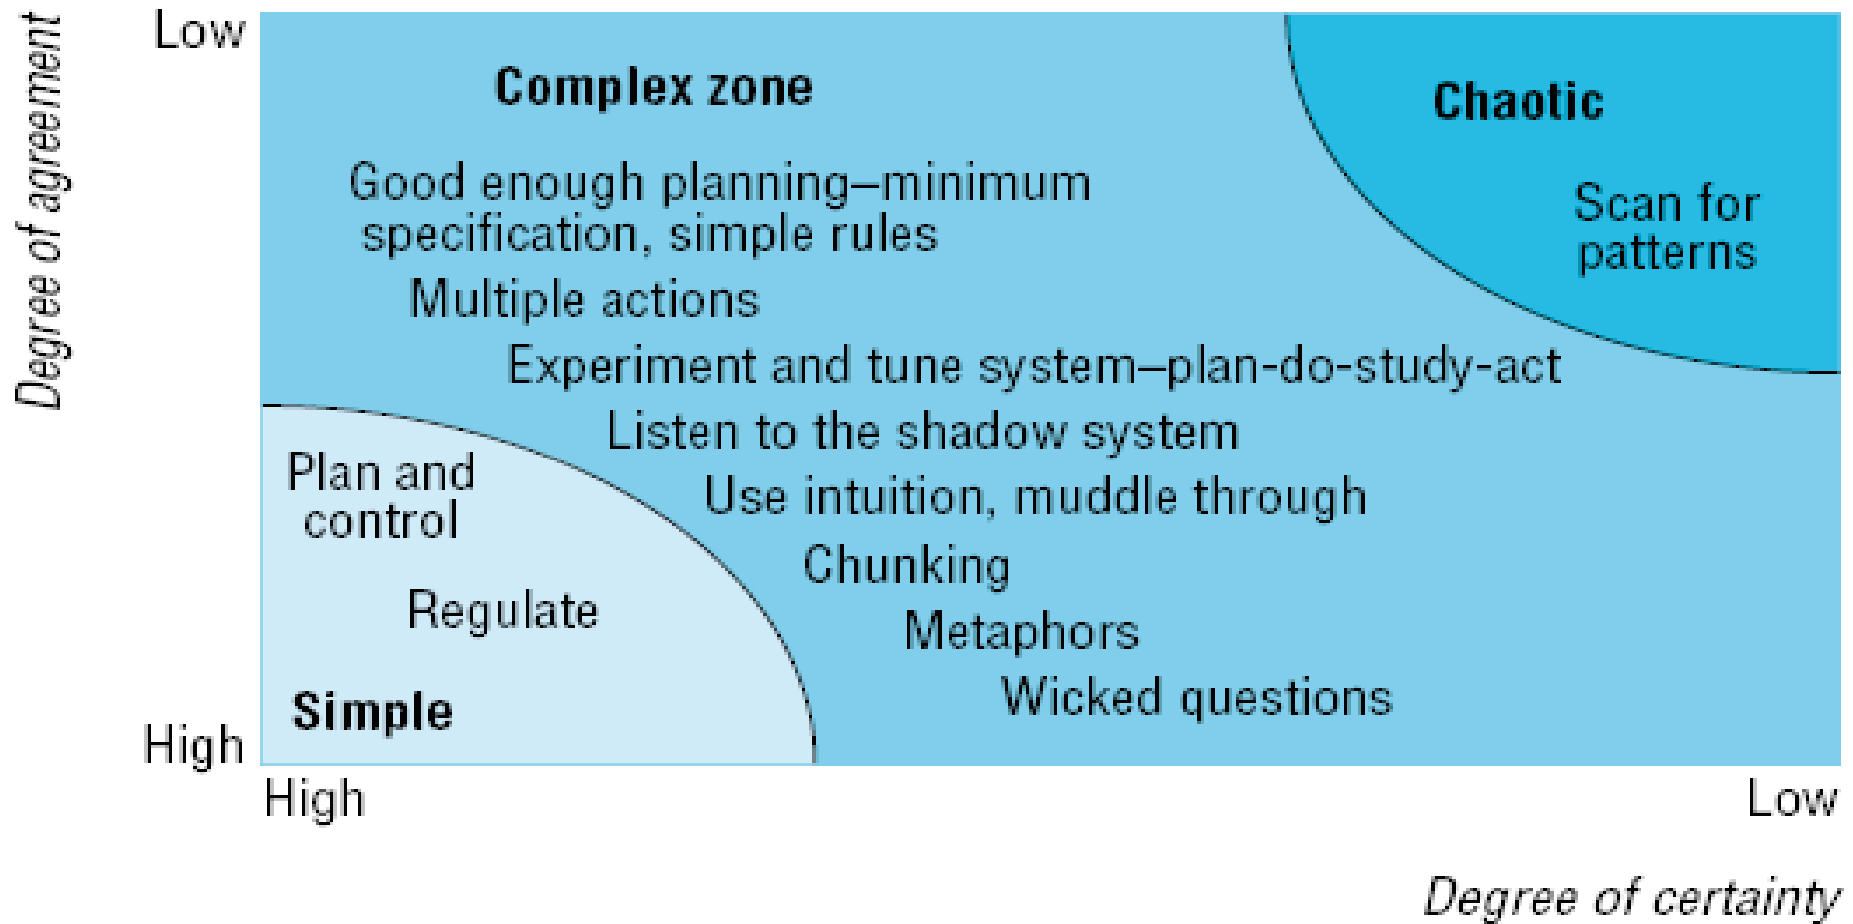 Degree of agreement
Low
Complex zone
Chaotic
Good enough planning–minimum
specification, simple rules
Scan for
patterns
Multiple actions
Experiment and tune system–plan-do-study-act
Listen to the shadow system
Plan and
control
Use intuition, muddle through
Chunking
Regulate
Metaphors
Wicked questions
Simple
High
High
Low
Degree of certainty